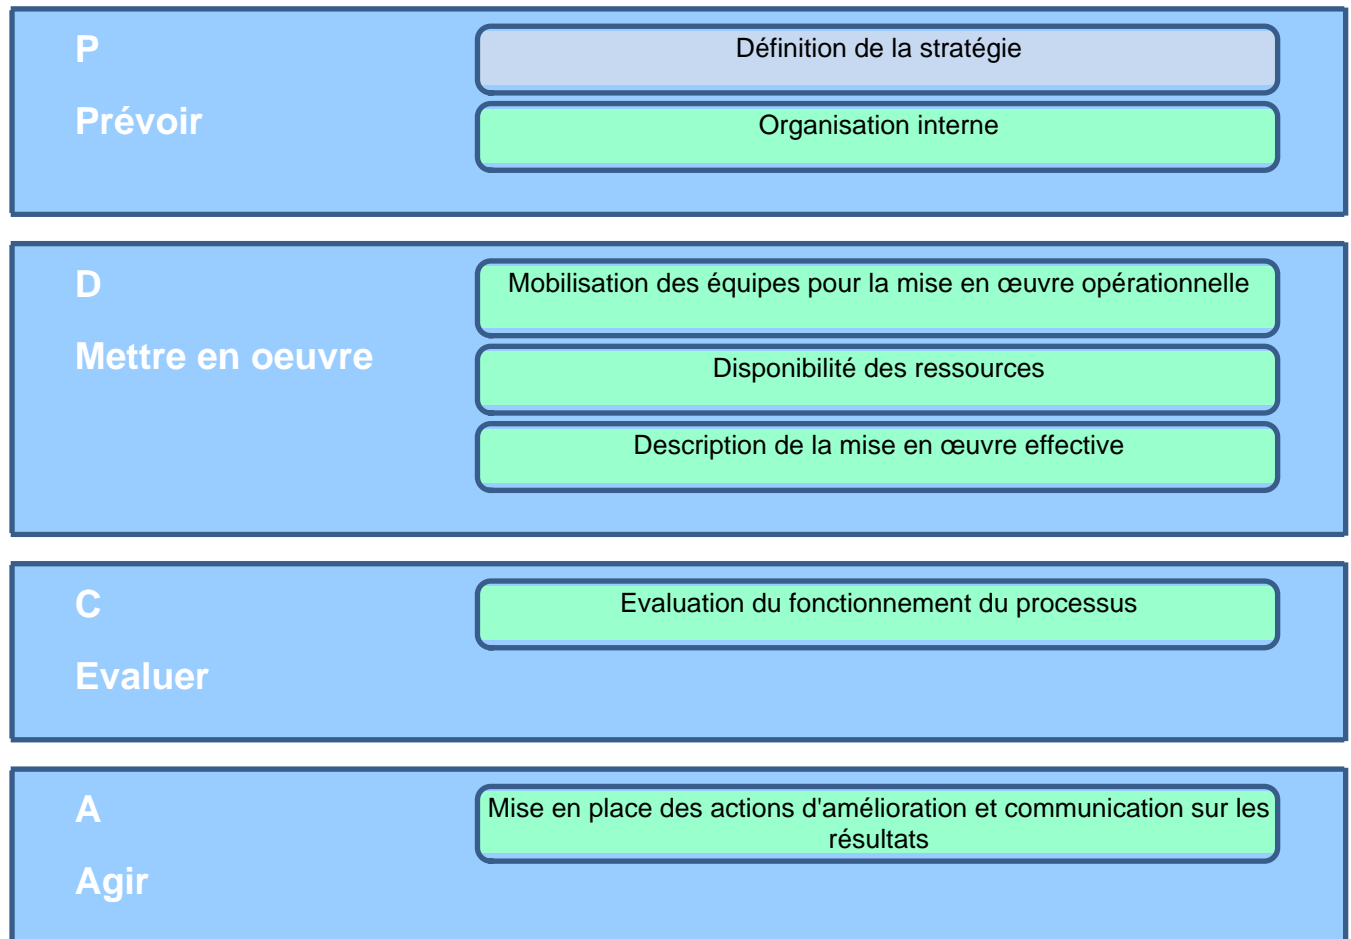 P
Prévoir
Définition de la stratégie
Organisation interne
D
Mettre en oeuvre
Mobilisation des équipes pour la mise en œuvre opérationnelle
Disponibilité des ressources
Description de la mise en œuvre effective
C
Evaluer
Evaluation du fonctionnement du processus
A
Agir
Mise en place des actions d'amélioration et communication sur les
résultats